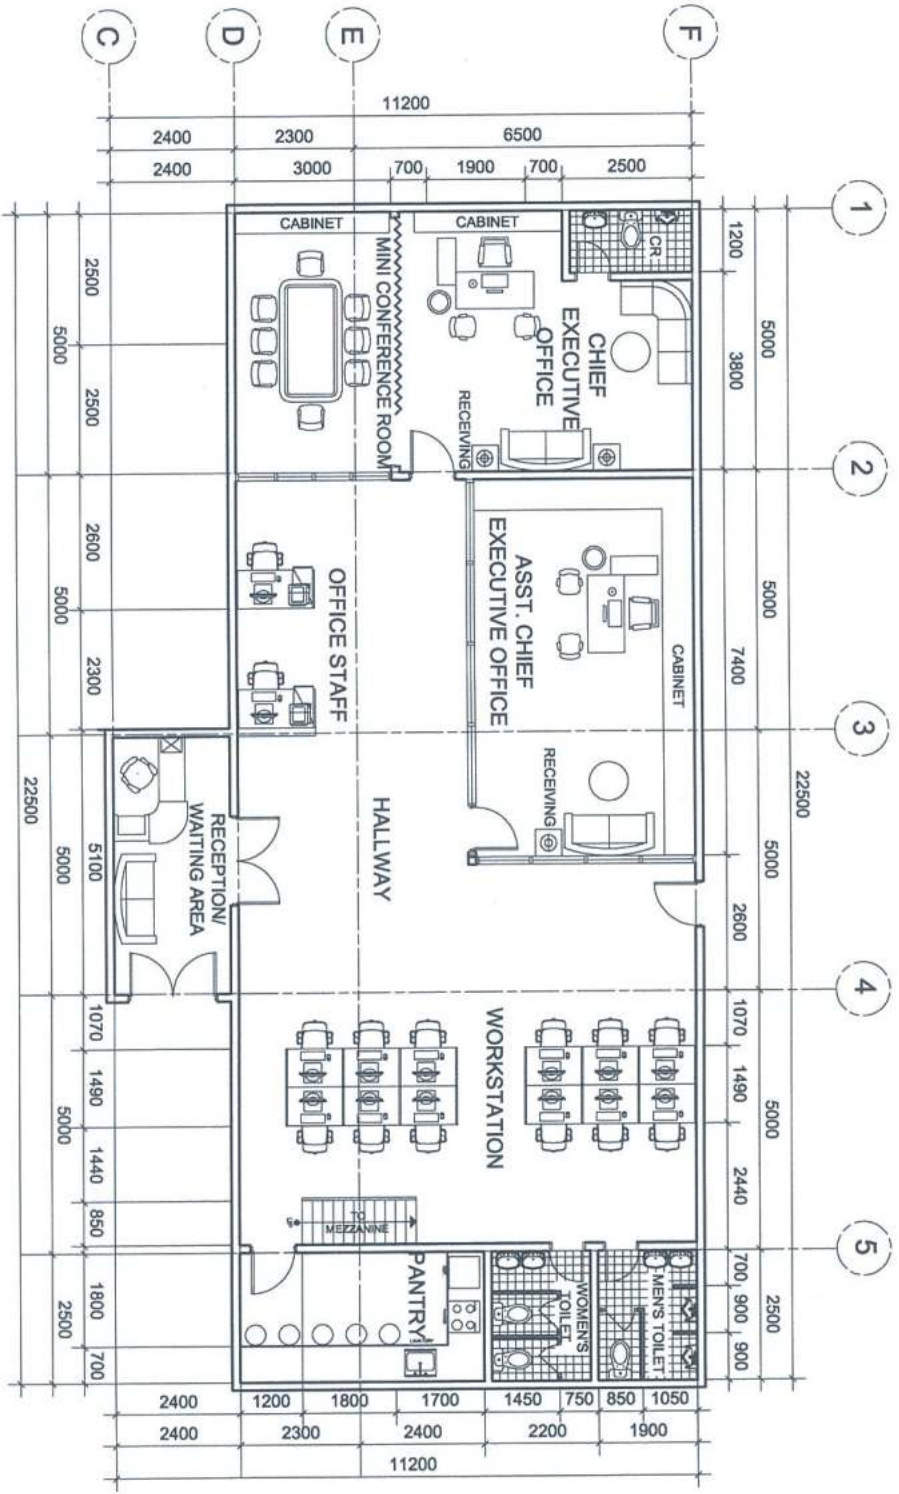 C
D
E
F
11200
2400
2300
6500
2400
3000
700
1900
700
2500
1
2
3
4
5
CABINET
CABINET
CR
MINI CONFERENCE ROOM
CHIEF
EXECUTIVE
OFFICE
RECEIVING
OFFICE STAFF
ASST. CHIEF
EXECUTIVE OFFICE
CABINET
RECEIVING
HALLWAY
RECEPTION/
WAITING AREA
WORKSTATION
TO
MEZZANINE
PANTRY
WOMEN'S
TOILET
MEN'S TOILET
1200
3800
7400
2600
1070
1490
2440
700
900
900
5000
5000
5000
5000
2500
22500
2500
2500
2600
2300
5100
1070
1490
1440
850
1800
700
5000
5000
5000
5000
2500
22500
2400
1200
1800
1700
1450
750
850
1050
2400
2300
2400
2200
1900
11200